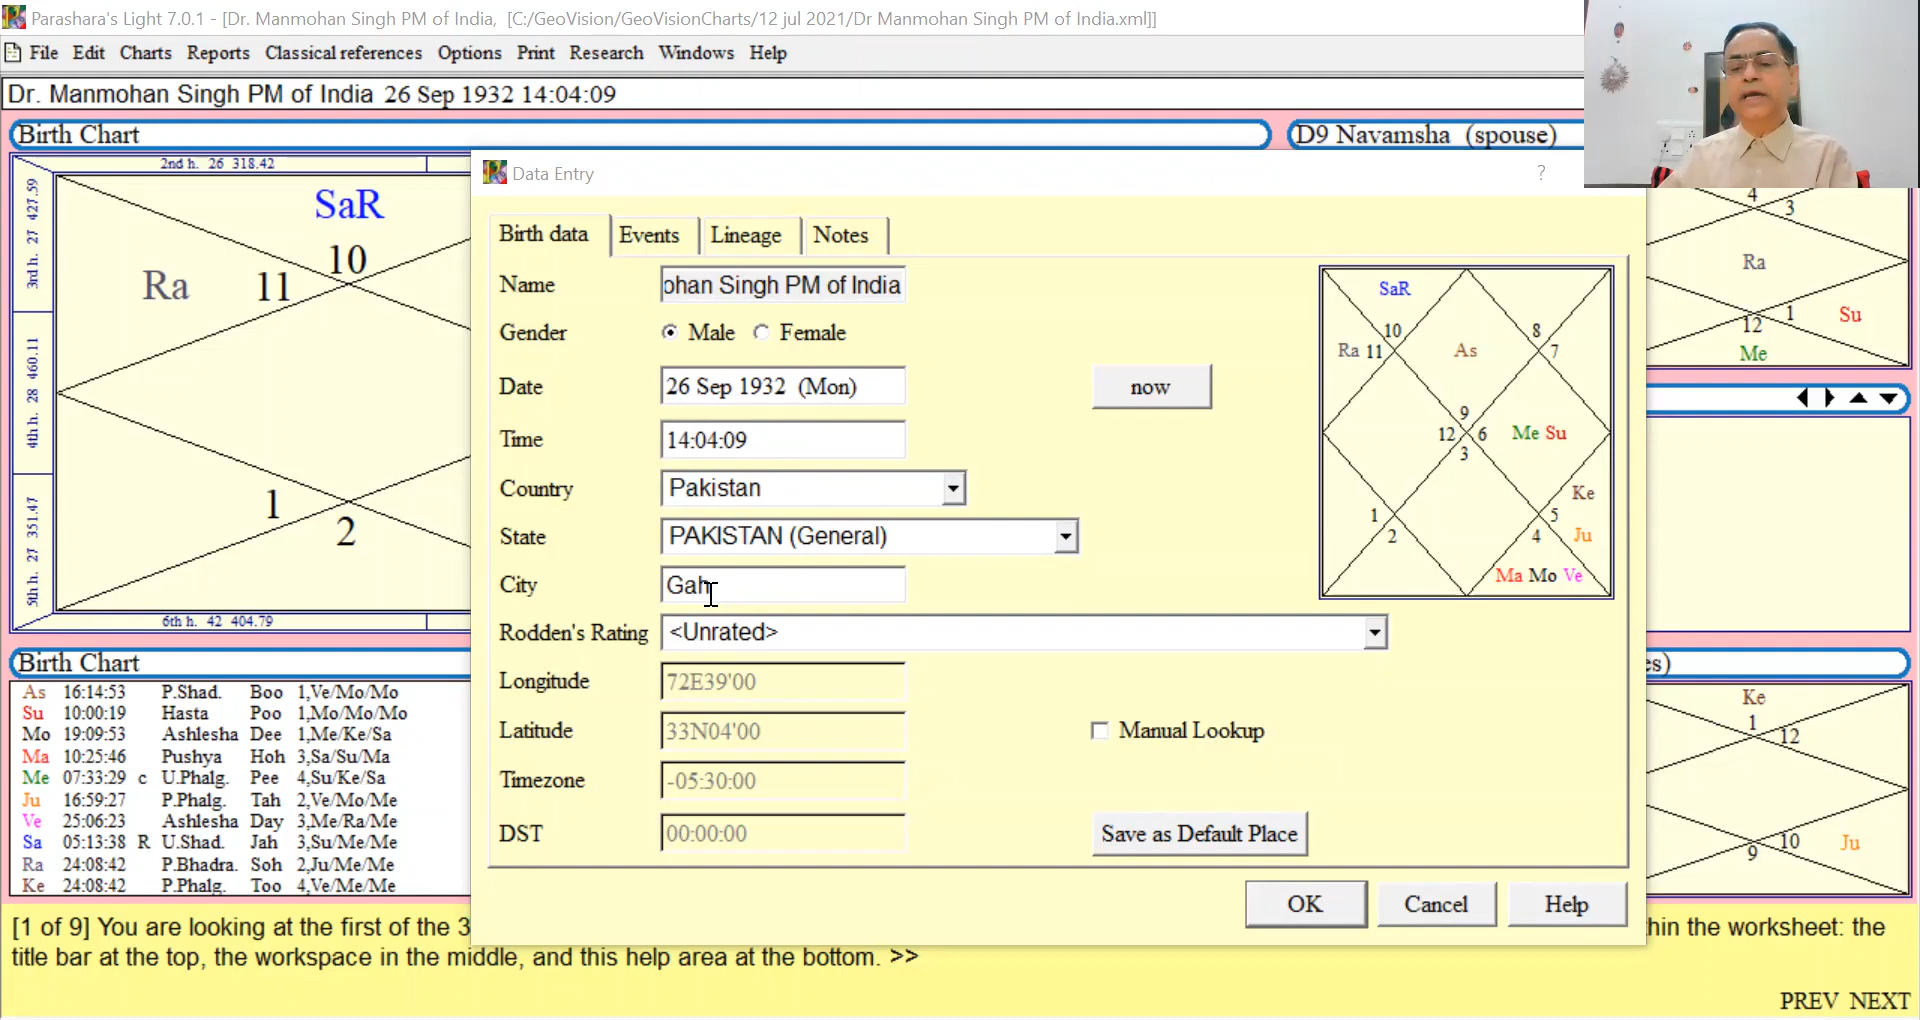 Parashara's Light 7.0.1 - [Dr. Manmohan Singh PM of India, [C:/GeoVision/GeoVisionCharts/12 jul 2021/Dr Manmohan Singh PM of India.xml]]
File Edit Charts Reports Classical references Options Print Research Windows Help
Dr. Manmohan Singh PM of India 26 Sep 1932 14:04:09
Birth Chart
2nd h. 26 318.42
3rd h. 27 427.59
4th h. 28 460.11
5th h. 27 351.47
6th h. 42 404.79
SaR
10
Ra 11
1
2
D9 Navamsha (spouse)
4 3
Ra
12 1 Su
Me
Data Entry ?
Birth data Events Lineage Notes
Name ohan Singh PM of India
Gender Male Female
Date 26 Sep 1932 (Mon) now
Time 14:04:09
Country Pakistan
State PAKISTAN (General)
City Gah
Rodden's Rating <Unrated>
Longitude 72E39'00
Latitude 33N04'00 Manual Lookup
Timezone -05:30:00
DST 00:00:00 Save as Default Place
OK Cancel Help
SaR
10 8
Ra 11 As 7
9
12 6 Me Su
3
Ke
1 5
2 4 Ju
Ma Mo Ve
Birth Chart
As 16:14:53 P.Shad. Boo 1,Ve/Mo/Mo
Su 10:00:19 Hasta Poo 1,Mo/Mo/Mo
Mo 19:09:53 Ashlesha Dee 1,Me/Ke/Sa
Ma 10:25:46 Pushya Hoh 3,Sa/Su/Ma
Me 07:33:29 c U.Phalg. Pee 4,Su/Ke/Sa
Ju 16:59:27 P.Phalg. Tah 2,Ve/Mo/Me
Ve 25:06:23 Ashlesha Day 3,Me/Ra/Me
Sa 05:13:38 R U.Shad. Jah 3,Su/Me/Me
Ra 24:08:42 P.Bhadra. Soh 2,Ju/Me/Me
Ke 24:08:42 P.Phalg. Too 4,Ve/Me/Me
es)
Ke
1
12
10 Ju
9
[1 of 9] You are looking at the first of the 3 hin the worksheet: the
title bar at the top, the workspace in the middle, and this help area at the bottom. >>
PREV NEXT